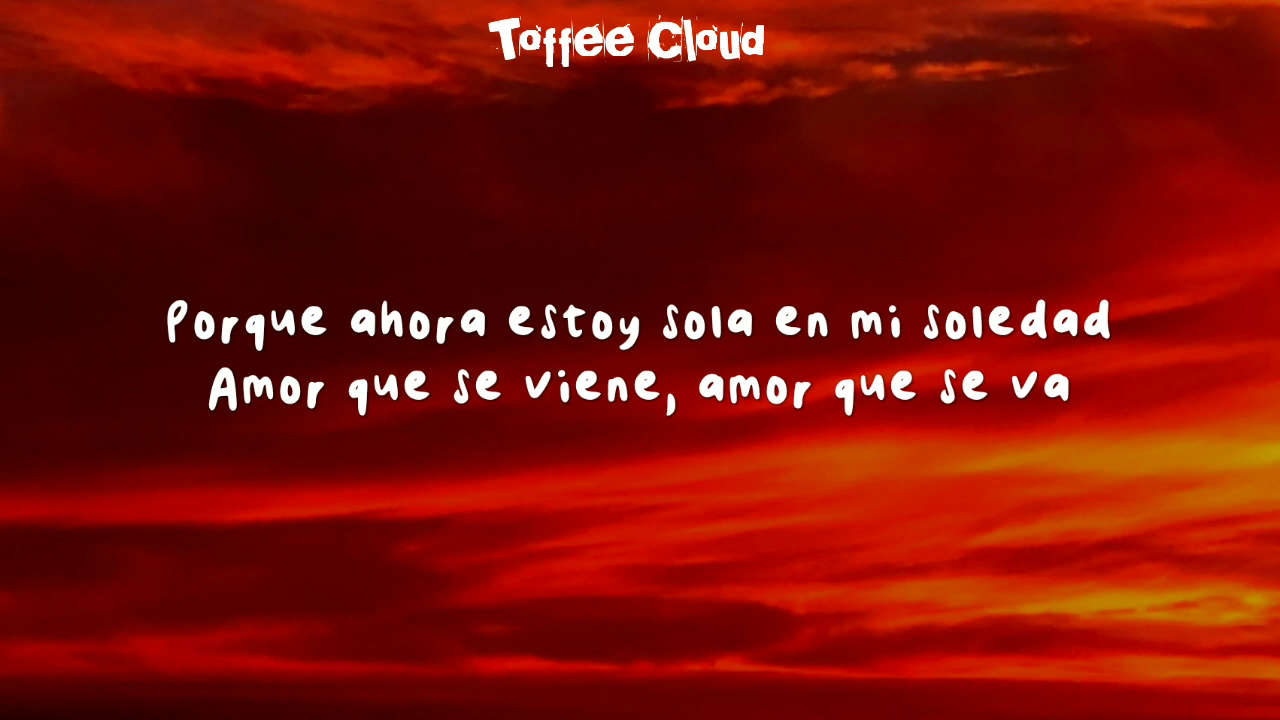 Toffee Cloud
Porque ahora estoy sola en mi soledad
Amor que se viene, amor que se va